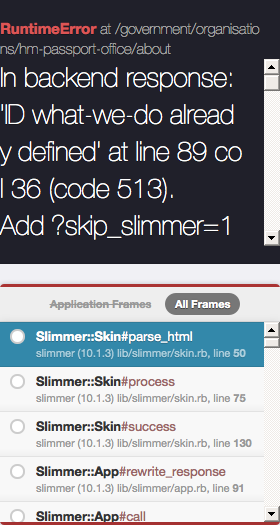 RuntimeError at /government/organisatio
ns/hm-passport-office/about
In backend response:
'ID what-we-do alread
y defined' at line 89 co
l 36 (code 513).
Add ?skip_slimmer=1
Application Frames All Frames
Slimmer::Skin#parse_html
slimmer (10.1.3) lib/slimmer/skin.rb, line 50
Slimmer::Skin#process
slimmer (10.1.3) lib/slimmer/skin.rb, line 75
Slimmer::Skin#success
slimmer (10.1.3) lib/slimmer/skin.rb, line 130
Slimmer::App#rewrite_response
slimmer (10.1.3) lib/slimmer/app.rb, line 91
Slimmer::App#call